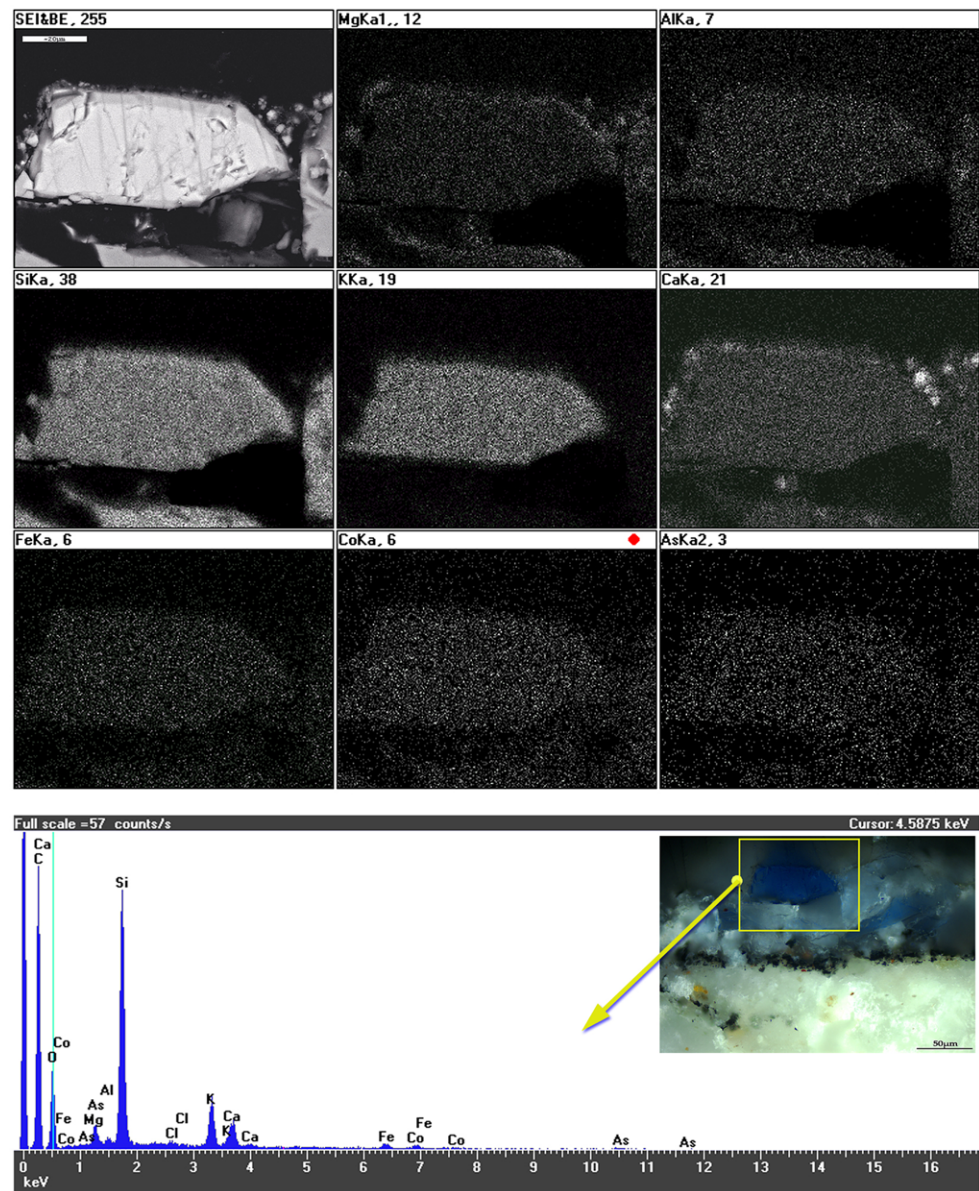 SEI&BE, 255
MgKa1,, 12
AlKa, 7
=20µm
SiKa, 38
KKa, 19
CaKa, 21
FeKa, 6
CoKa, 6
AsKa2, 3
Full scale =57 counts/s
Cursor: 4.5875 keV
Ca
C
Si
Co
O
Al
As
Fe
Mg
Co
As
Cl
Cl
K
Ca
K
Ca
Fe
Fe
Co
Co
As
As
50µm
0 1 2 3 4 5 6 7 8 9 10 11 12 13 14 15 16
keV